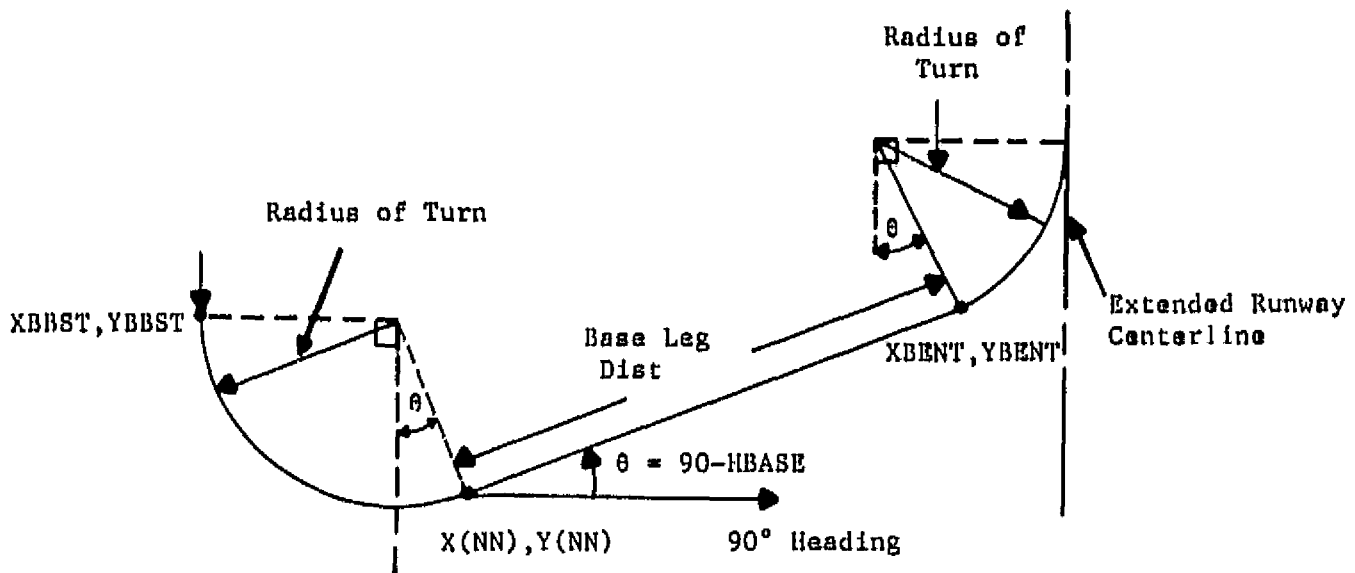 Radius of
Turn
Radius of Turn
θ
XBBST,YBBST
Extended Runway
Centerline
Base Leg
Dist
XBENT,YBENT
θ
θ = 90-HBASE
X(NN),Y(NN)
90° Heading